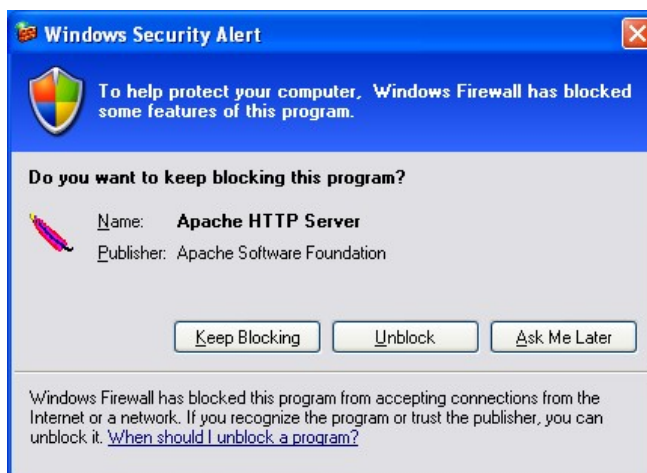 Windows Security Alert
To help protect your computer, Windows Firewall has blocked
some features of this program.
Do you want to keep blocking this program?
Name: Apache HTTP Server
Publisher: Apache Software Foundation
Keep Blocking Unblock Ask Me Later
Windows Firewall has blocked this program from accepting connections from the
Internet or a network. If you recognize the program or trust the publisher, you can
unblock it. When should I unblock a program?